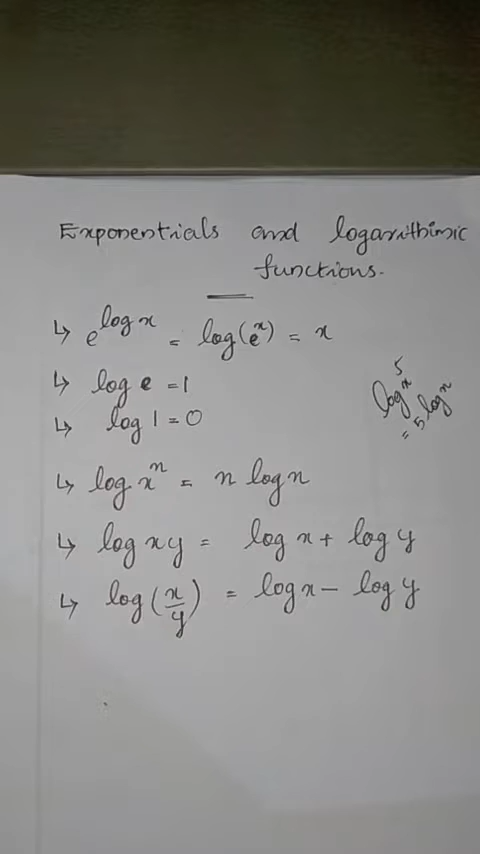 Exponentials and logarithimic
functions.
↳ e^{log x} = log(e^x) = x
↳ log e = 1
↳ log 1 = 0
log x^5
= 5 log x
↳ log x^n = n log x
↳ log xy = log x + log y
↳ log(x/y) = log x - log y